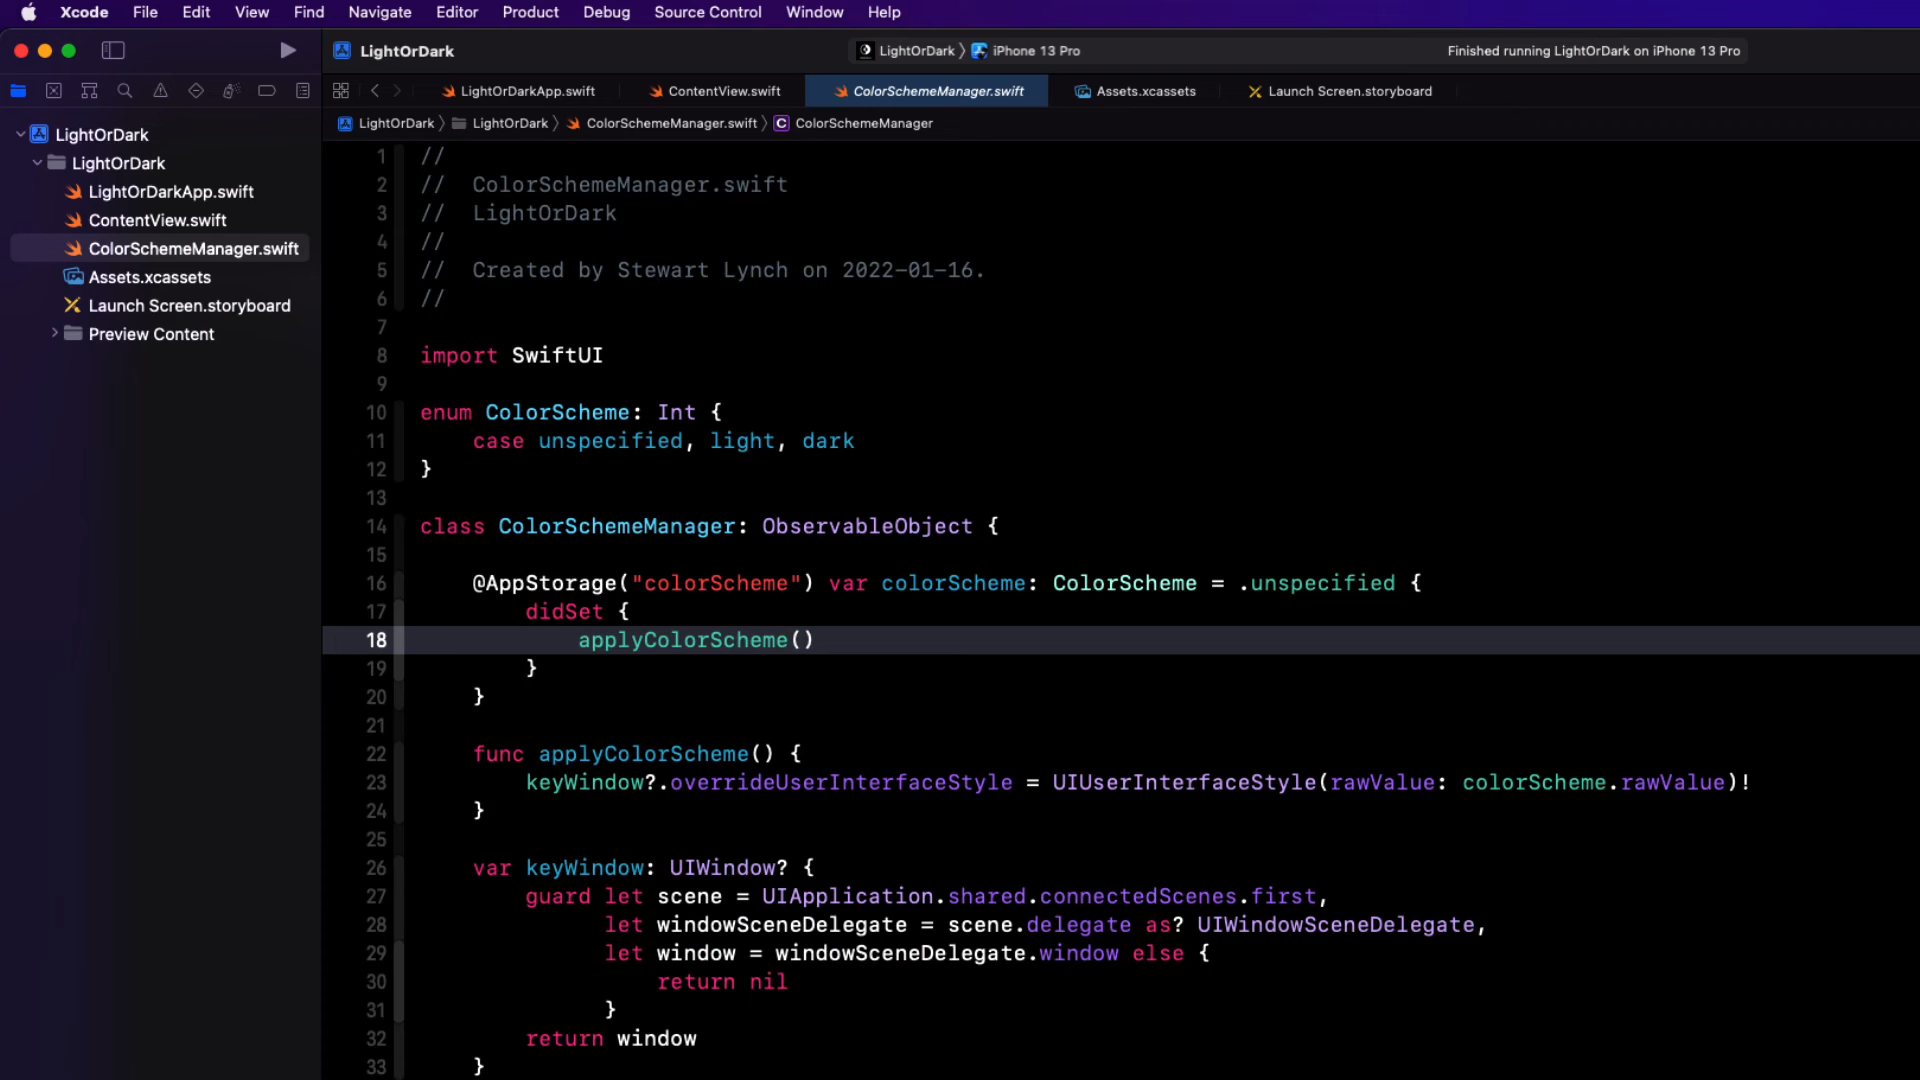 Xcode File Edit View Find Navigate Editor Product Debug Source Control Window Help
LightOrDark
LightOrDark 〉 iPhone 13 Pro
Finished running LightOrDark on iPhone 13 Pro
LightOrDarkApp.swift ContentView.swift ColorSchemeManager.swift Assets.xcassets Launch Screen.storyboard
LightOrDark 〉 LightOrDark 〉 ColorSchemeManager.swift 〉 C ColorSchemeManager
LightOrDark
LightOrDark
LightOrDarkApp.swift
ContentView.swift
ColorSchemeManager.swift
Assets.xcassets
Launch Screen.storyboard
Preview Content
1 //
2 //  ColorSchemeManager.swift
3 //  LightOrDark
4 //
5 //  Created by Stewart Lynch on 2022-01-16.
6 //
7
8 import SwiftUI
9
10 enum ColorScheme: Int {
11     case unspecified, light, dark
12 }
13
14 class ColorSchemeManager: ObservableObject {
15
16     @AppStorage("colorScheme") var colorScheme: ColorScheme = .unspecified {
17         didSet {
18             applyColorScheme()
19         }
20     }
21
22     func applyColorScheme() {
23         keyWindow?.overrideUserInterfaceStyle = UIUserInterfaceStyle(rawValue: colorScheme.rawValue)!
24     }
25
26     var keyWindow: UIWindow? {
27         guard let scene = UIApplication.shared.connectedScenes.first,
28               let windowSceneDelegate = scene.delegate as? UIWindowSceneDelegate,
29               let window = windowSceneDelegate.window else {
30                   return nil
31               }
32         return window
33     }